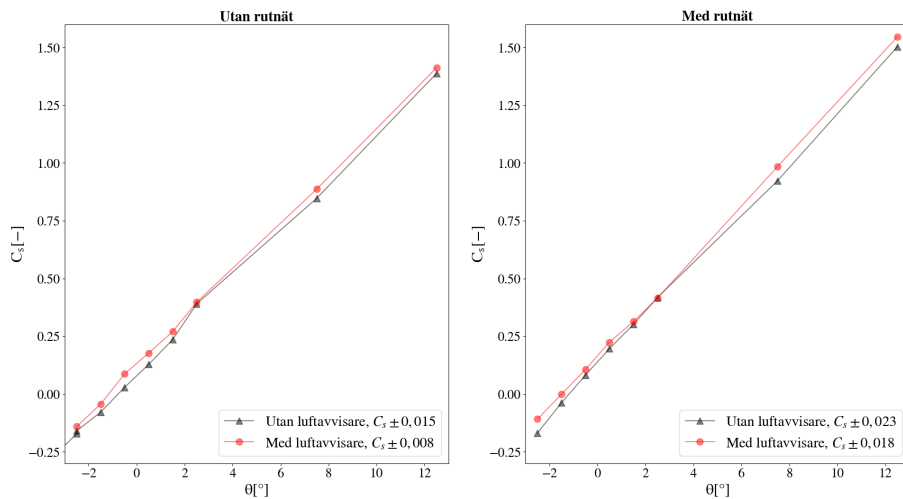 Utan rutnät
1.50
1.25
1.00
0.75
0.50
0.25
0.00
−0.25
C_s[−]
−2 0 2 4 6 8 10 12
θ[°]
Utan luftavvisare, C_s ± 0,015
Med luftavvisare, C_s ± 0,008
Med rutnät
1.50
1.25
1.00
0.75
0.50
0.25
0.00
−0.25
C_s[−]
−2 0 2 4 6 8 10 12
θ[°]
Utan luftavvisare, C_s ± 0,023
Med luftavvisare, C_s ± 0,018